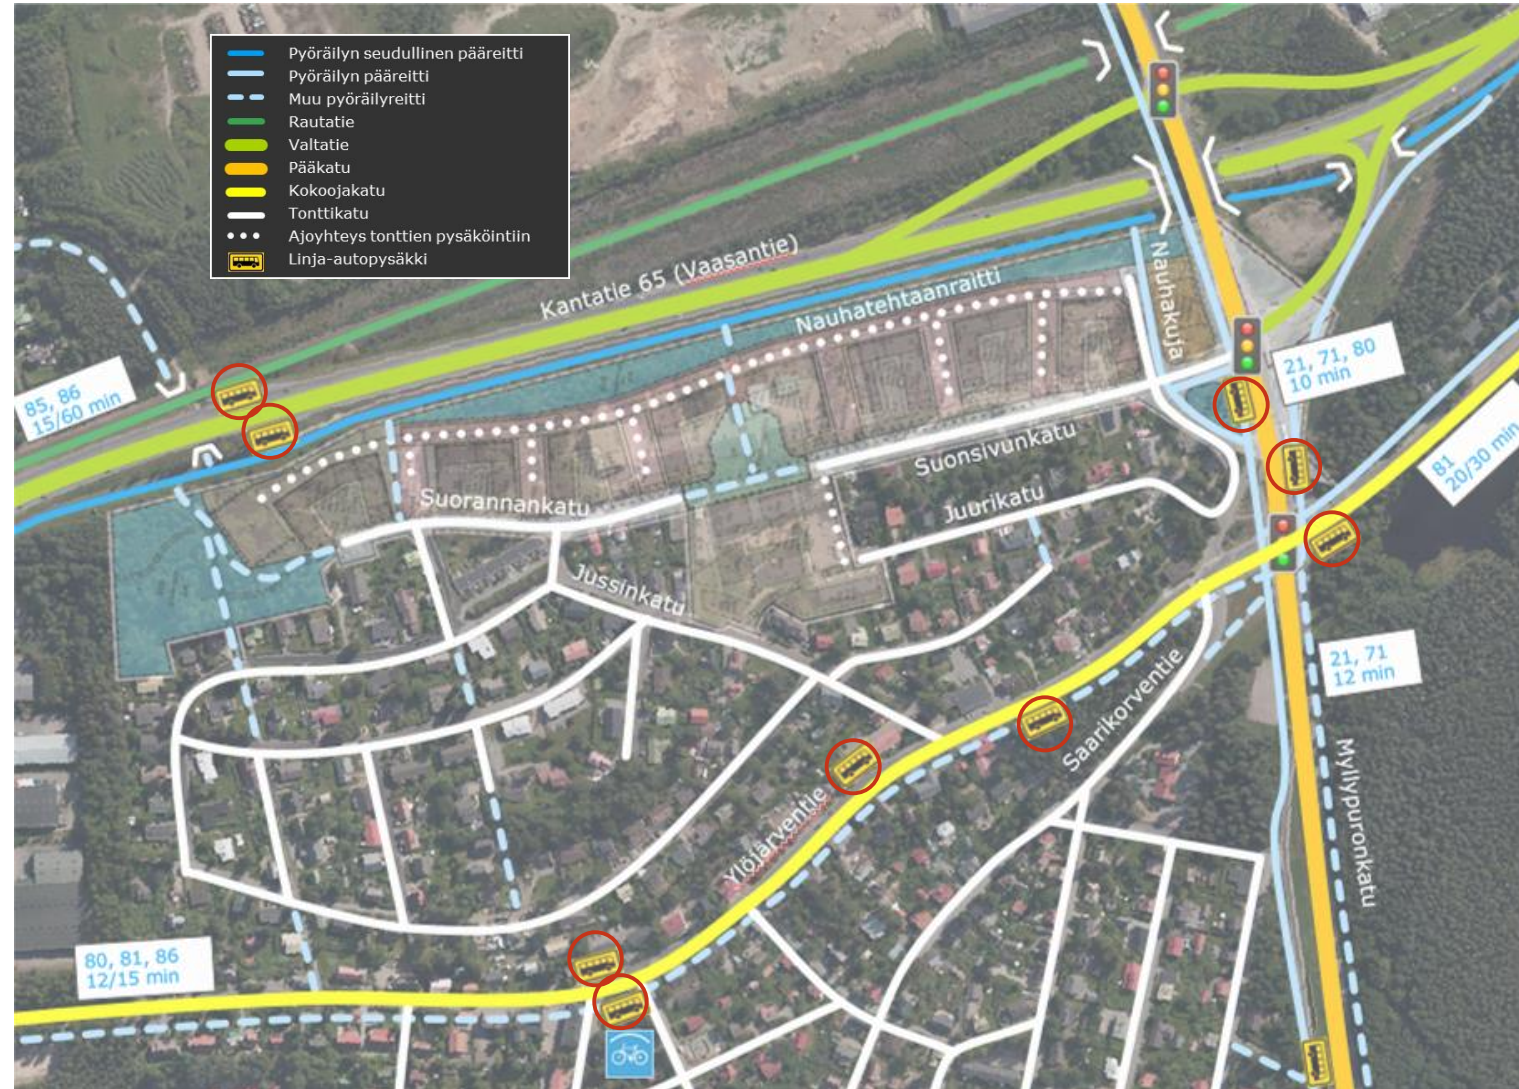 Pyöräilyn seudullinen pääreitti
Pyöräilyn pääreitti
Muu pyöräilyreitti
Rautatie
Valtatie
Pääkatu
Kokoojakatu
Tonttikatu
Ajoyhteys tonttien pysäköintiin
Linja-autopysäkki
Kantatie 65 (Vaasantie)
Nauhatehtaanraitti
Nauhakuja
85, 86
15/60 min
21, 71, 80
10 min
81
20/30 min
Suonsivunkatu
Suorannankatu
Juurikatu
Jussinkatu
21, 71
12 min
Saarikorventie
Ylöjärventie
Myllypuronkatu
80, 81, 86
12/15 min